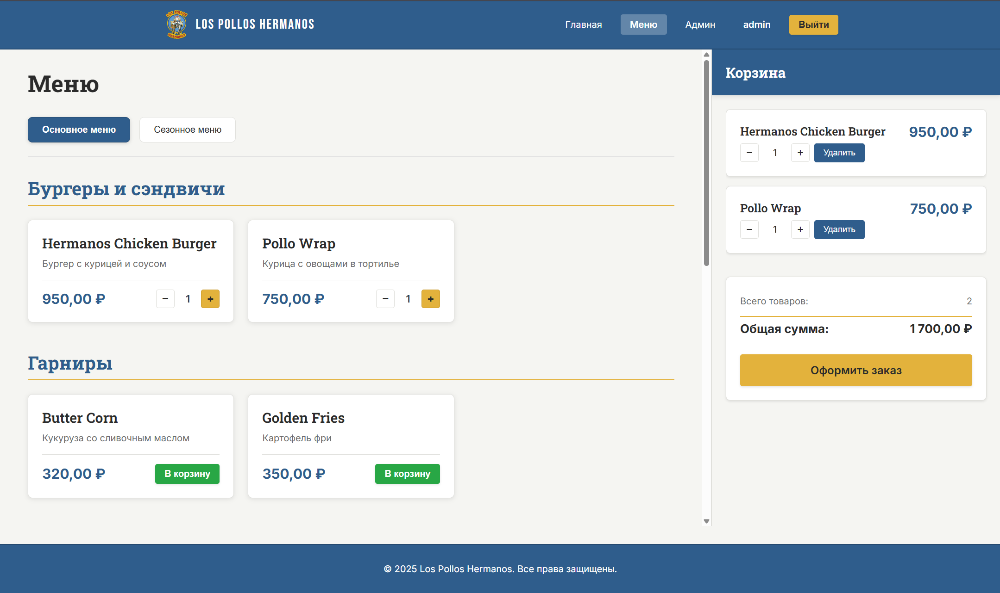 LOS POLLOS HERMANOS
LOS POLLOS HERMANOS
Главная
Меню
Админ
admin
Выйти
Меню
Основное меню
Сезонное меню
Бургеры и сэндвичи
Hermanos Chicken Burger
Бургер с курицей и соусом
950,00 ₽
− 1 +
Pollo Wrap
Курица с овощами в тортилье
750,00 ₽
− 1 +
Гарниры
Butter Corn
Кукуруза со сливочным маслом
320,00 ₽
В корзину
Golden Fries
Картофель фри
350,00 ₽
В корзину
Корзина
Hermanos Chicken Burger
950,00 ₽
− 1 + Удалить
Pollo Wrap
750,00 ₽
− 1 + Удалить
Всего товаров: 2
Общая сумма: 1 700,00 ₽
Оформить заказ
© 2025 Los Pollos Hermanos. Все права защищены.